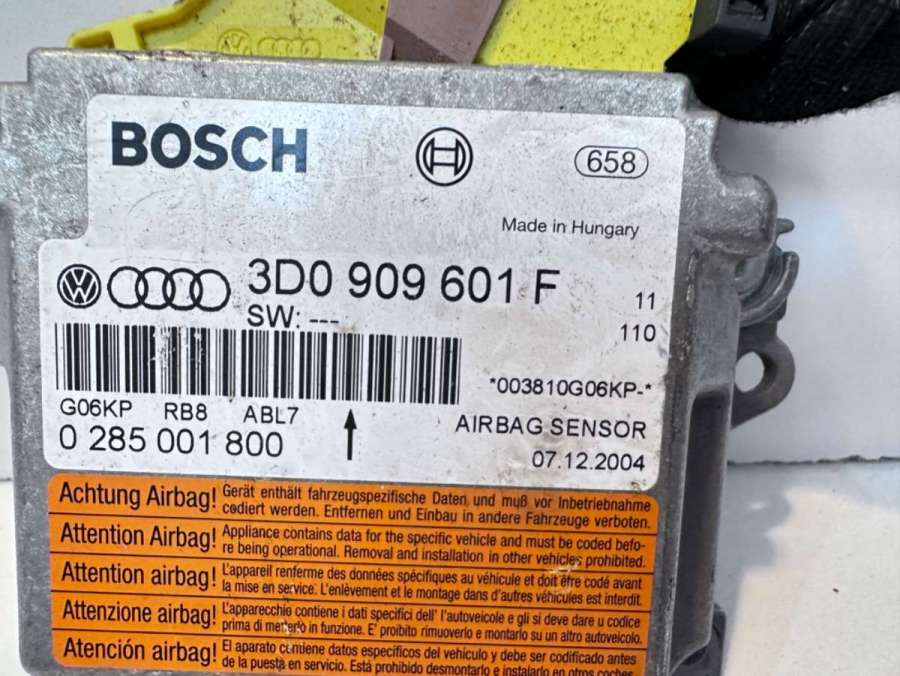 BOSCH
658
Made in Hungary
3D0 909 601 F
11
SW: ---
110
*003810G06KP-*
G06KP RB8 ABL7
AIRBAG SENSOR
0 285 001 800
07.12.2004
Achtung Airbag! Gerät enthält fahrzeugspezifische Daten, und muß vor Inbetriebnahme
codiert werden. Entfernen und Einbau in andere Fahrzeuge verboten.
Attention Airbag! Appliance contains data for the specific vehicle and must be coded befo-
re being operational. Removal and installation in other vehicles prohibited.
Attention airbag! L'appareil renferme des données spécifiques au véhicule et doit être codé avant
la mise en service. L'enlèvement et le montage dans d'autres véhicules est interdit.
Attenzione airbag! L'apparecchio contiene i dati specifici dell' l'autoveicolo e gli si deve dare u codice
prima di metterlo in funzione. E' proibito rimuoverlo e montarlo su un altro autoveicolo.
Atención airbag! El aparato contiene datos específicos del vehículo y debe ser codificado antes
de la puesta en servicio. Está prohibido desmontarlo e instalarlo en otros coches.